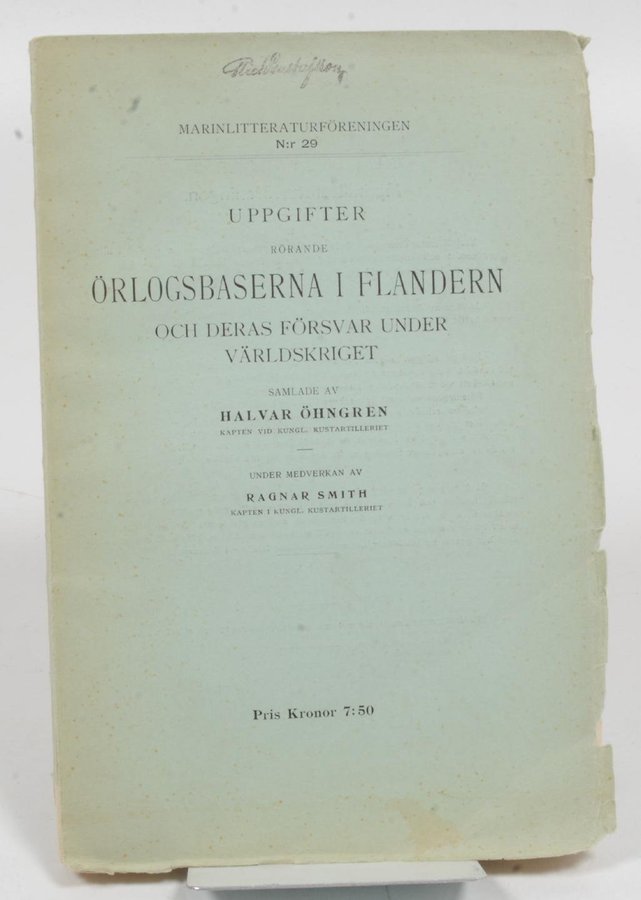 MARINLITTERATURFÖRENINGEN
N:r 29
UPPGIFTER
RÖRANDE
ÖRLOGSBASERNA I FLANDERN
OCH DERAS FÖRSVAR UNDER
VÄRLDSKRIGET
SAMLADE AV
HALVAR ÖHNGREN
KAPTEN VID KUNGL. KUSTARTILLERIET
UNDER MEDVERKAN AV
RAGNAR SMITH
KAPTEN I KUNGL. KUSTARTILLERIET
Pris Kronor 7:50